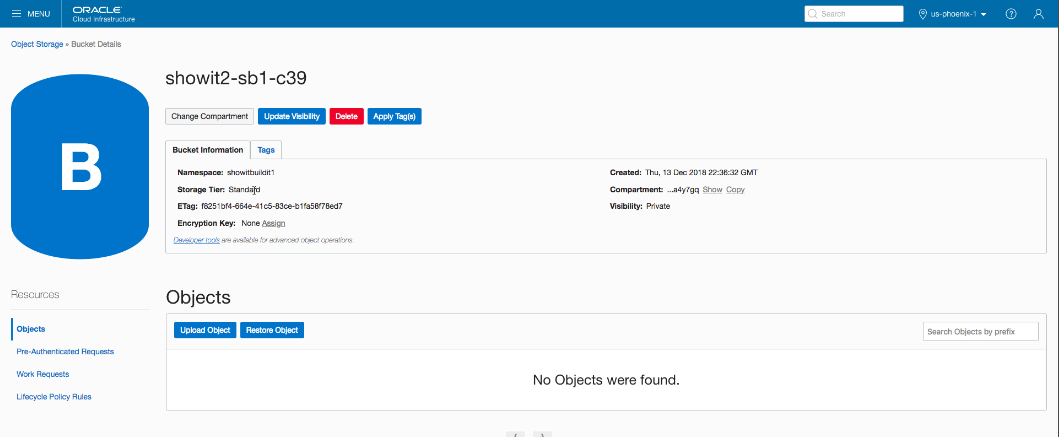 MENU
ORACLE
Cloud Infrastructure
Search
us-phoenix-1
Object Storage » Bucket Details
B
showit2-sb1-c39
Change Compartment
Update Visibility
Delete
Apply Tag(s)
Bucket Information
Tags
Namespace: showitbuildit1
Created: Thu, 13 Dec 2018 22:36:32 GMT
Storage Tier: Standard
Compartment: ...a4y7gq Show Copy
ETag: f6251bf4-664e-41c5-83ce-b1fa56f78ed7
Visibility: Private
Encryption Key: None Assign
Developer tools are available for advanced object operations.
Resources
Objects
Pre-Authenticated Requests
Work Requests
Lifecycle Policy Rules
Objects
Upload Object
Restore Object
Search Objects by prefix
No Objects were found.